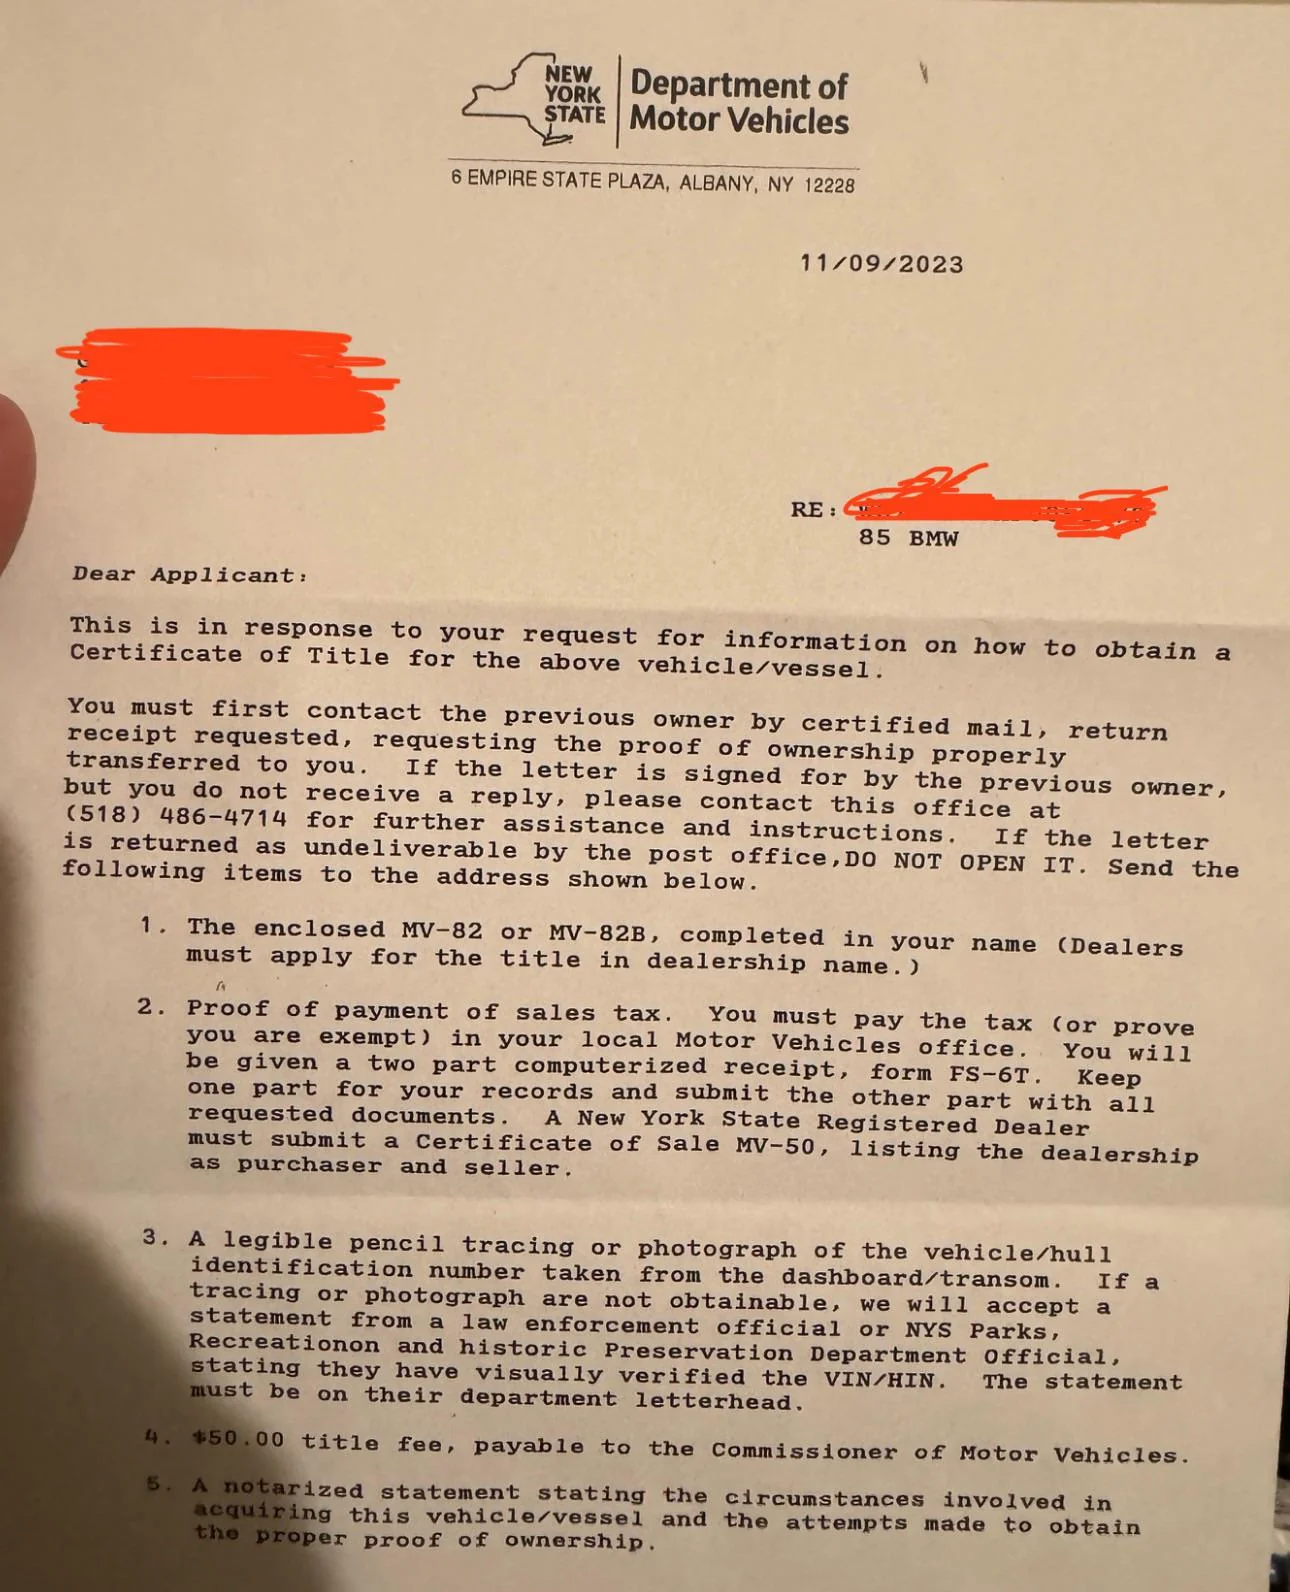 NEW
YORK
STATE
Department of
Motor Vehicles
6 EMPIRE STATE PLAZA, ALBANY, NY 12228
11/09/2023
RE:
85 BMW
Dear Applicant:
This is in response to your request for information on how to obtain a
Certificate of Title for the above vehicle/vessel.
You must first contact the previous owner by certified mail, return
receipt requested, requesting the proof of ownership properly
transferred to you. If the letter is signed for by the previous owner,
but you do not receive a reply, please contact this office at
(518) 486-4714 for further assistance and instructions. If the letter
is returned as undeliverable by the post office,DO NOT OPEN IT. Send the
following items to the address shown below.
1. The enclosed MV-82 or MV-82B, completed in your name (Dealers
must apply for the title in dealership name.)
2. Proof of payment of sales tax. You must pay the tax (or prove
you are exempt) in your local Motor Vehicles office. You will
be given a two part computerized receipt, form FS-6T. Keep
one part for your records and submit the other part with all
requested documents. A New York State Registered Dealer
must submit a Certificate of Sale MV-50, listing the dealership
as purchaser and seller.
3. A legible pencil tracing or photograph of the vehicle/hull
identification number taken from the dashboard/transom. If a
tracing or photograph are not obtainable, we will accept a
statement from a law enforcement official or NYS Parks,
Recreationon and historic Preservation Department Official,
stating they have visually verified the VIN/HIN. The statement
must be on their department letterhead.
4. $50.00 title fee, payable to the Commissioner of Motor Vehicles.
5. A notarized statement stating the circumstances involved in
acquiring this vehicle/vessel and the attempts made to obtain
the proper proof of ownership.